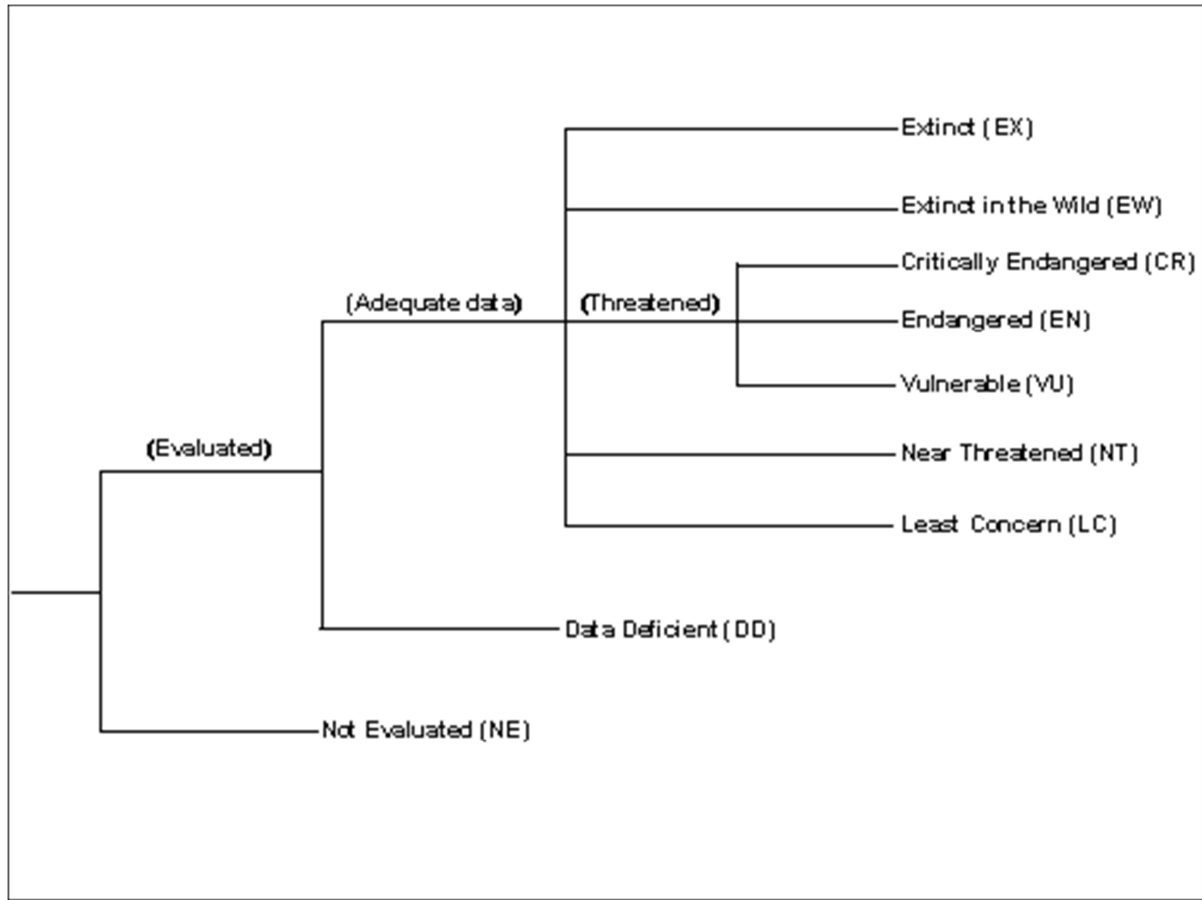 Extinct (EX)
Extinct in the Wild (EW)
Critically Endangered (CR)
(Adequate data)
(Threatened)
Endangered (EN)
Vulnerable (VU)
(Evaluated)
Near Threatened (NT)
Least Concern (LC)
Data Deficient (DD)
Not Evaluated (NE)